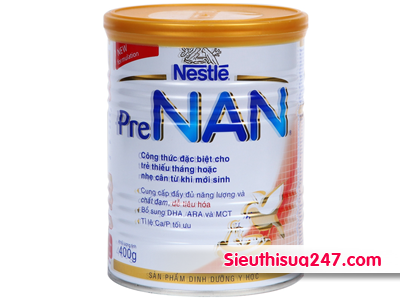 NEW
Nestlé
Pre NAN
Công thức đặc biệt cho
trẻ thiếu tháng hoặc
nhẹ cân từ khi mới sinh
Cung cấp đầy đủ năng lượng và
chất đạm, dễ tiêu hóa
Bổ sung DHA, ARA và MCT
Tỉ lệ Ca/P tối ưu
400g
SẢN PHẨM DINH DƯỠNG Y HỌC
Sieuthisuq247.com